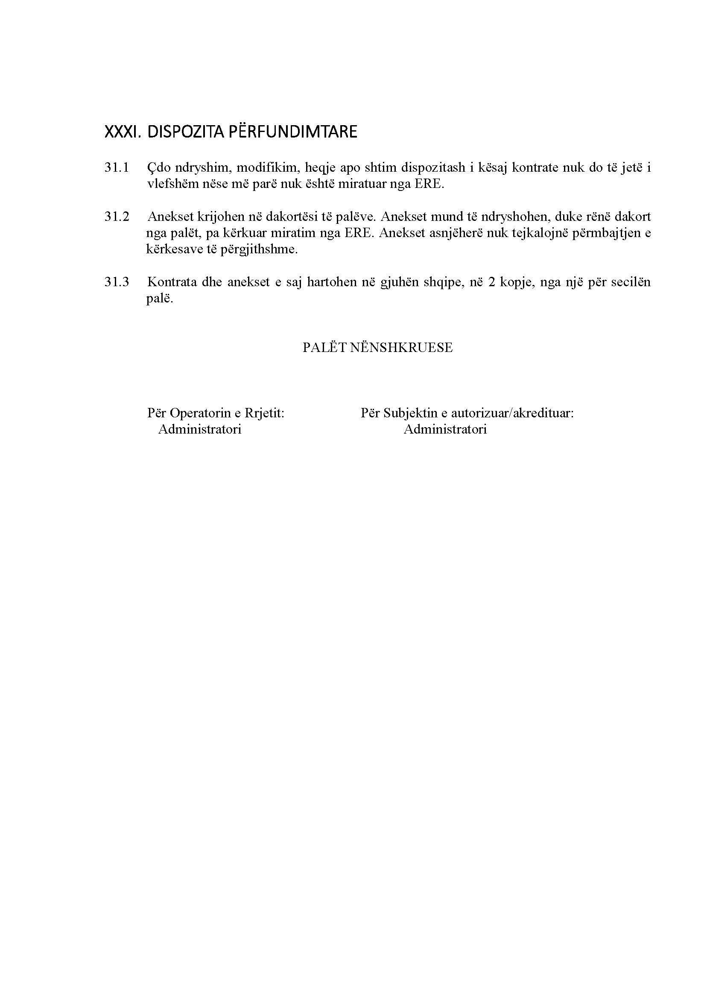 XXXI. DISPOZITA PËRFUNDIMTARE
31.1 Çdo ndryshim, modifikim, heqje apo shtim dispozitash i kësaj kontrate nuk do të jetë i
vlefshëm nëse më parë nuk është miratuar nga ERE.
31.2 Anekset krijohen në dakortësi të palëve. Anekset mund të ndryshohen, duke rënë dakort
nga palët, pa kërkuar miratim nga ERE. Anekset asnjëherë nuk tejkalojnë përmbajtjen e
kërkesave të përgjithshme.
31.3 Kontrata dhe anekset e saj hartohen në gjuhën shqipe, në 2 kopje, nga një për secilën
palë.
PALËT NËNSHKRUESE
Për Operatorin e Rrjetit: Për Subjektin e autorizuar/akredituar:
Administratori Administratori